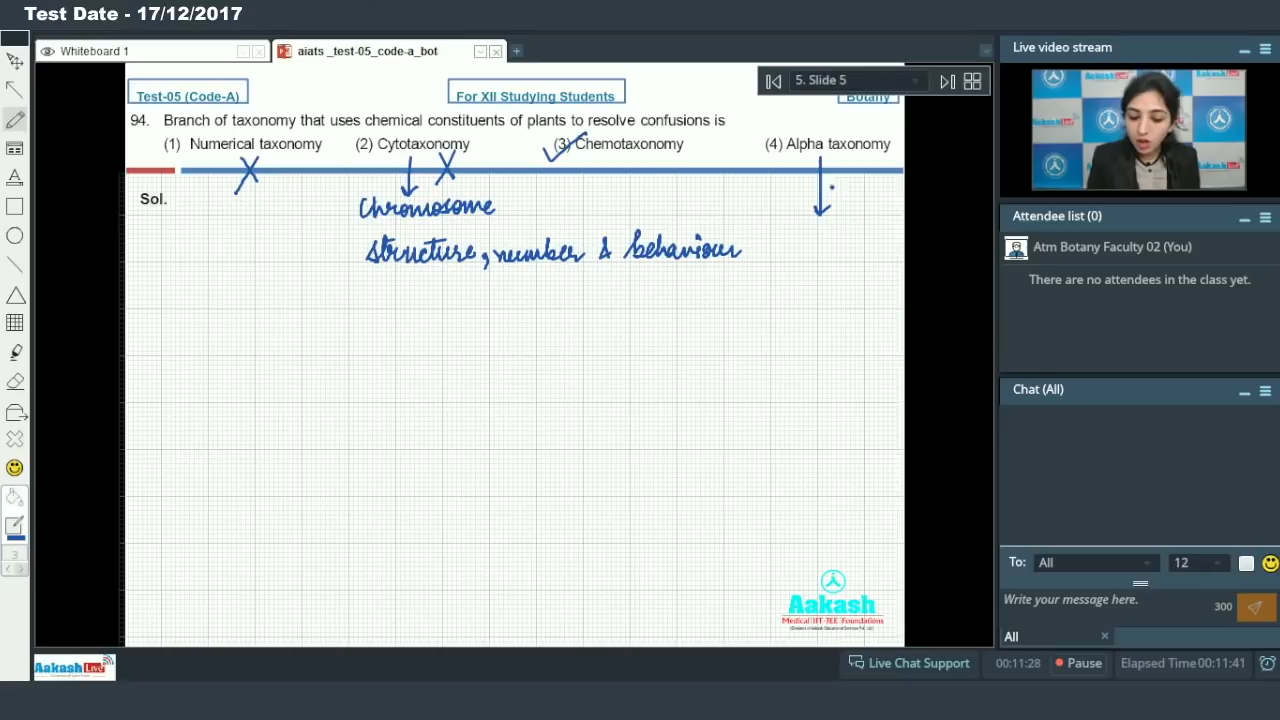 Test Date - 17/12/2017
Whiteboard 1
aiats _test-05_code-a_bot
Live video stream
5. Slide 5
Test-05 (Code-A)
For XII Studying Students
Botany
94. Branch of taxonomy that uses chemical constituents of plants to resolve confusions is
(1) Numerical taxonomy (2) Cytotaxonomy (3) Chemotaxonomy (4) Alpha taxonomy
Sol.
Chromosome
structure, number & behaviour
Aakash
Attendee list (0)
Atm Botany Faculty 02 (You)
There are no attendees in the class yet.
Chat (All)
To: All 12
Write your message here. 300
All
3
Aakash
Medical|IIT-JEE|Foundations
Aakash Live
Live Chat Support 00:11:28 Pause Elapsed Time 00:11:41